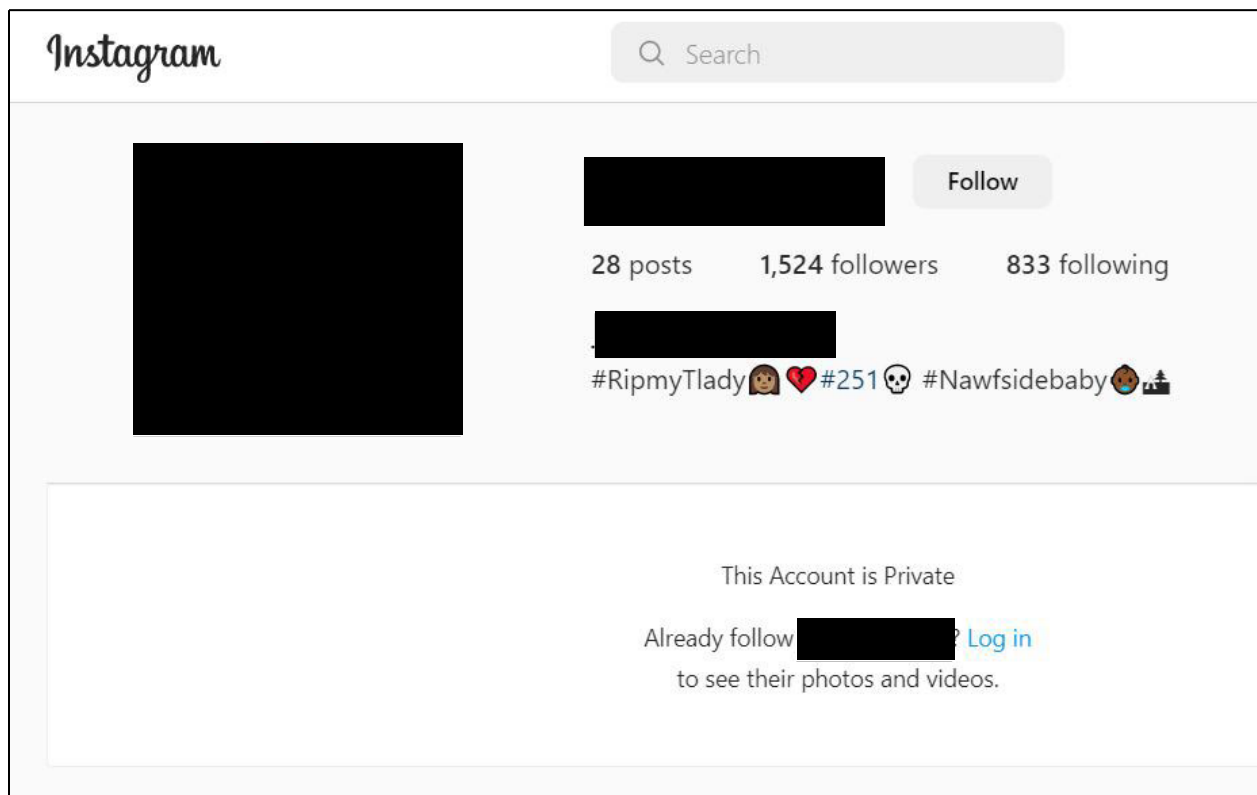 Instagram
Search
Follow
28 posts 1,524 followers 833 following
#RipmyTlady👩🏽💔#251💀 #Nawfsidebaby👶🏾🏕
This Account is Private
Already follow ? Log in
to see their photos and videos.